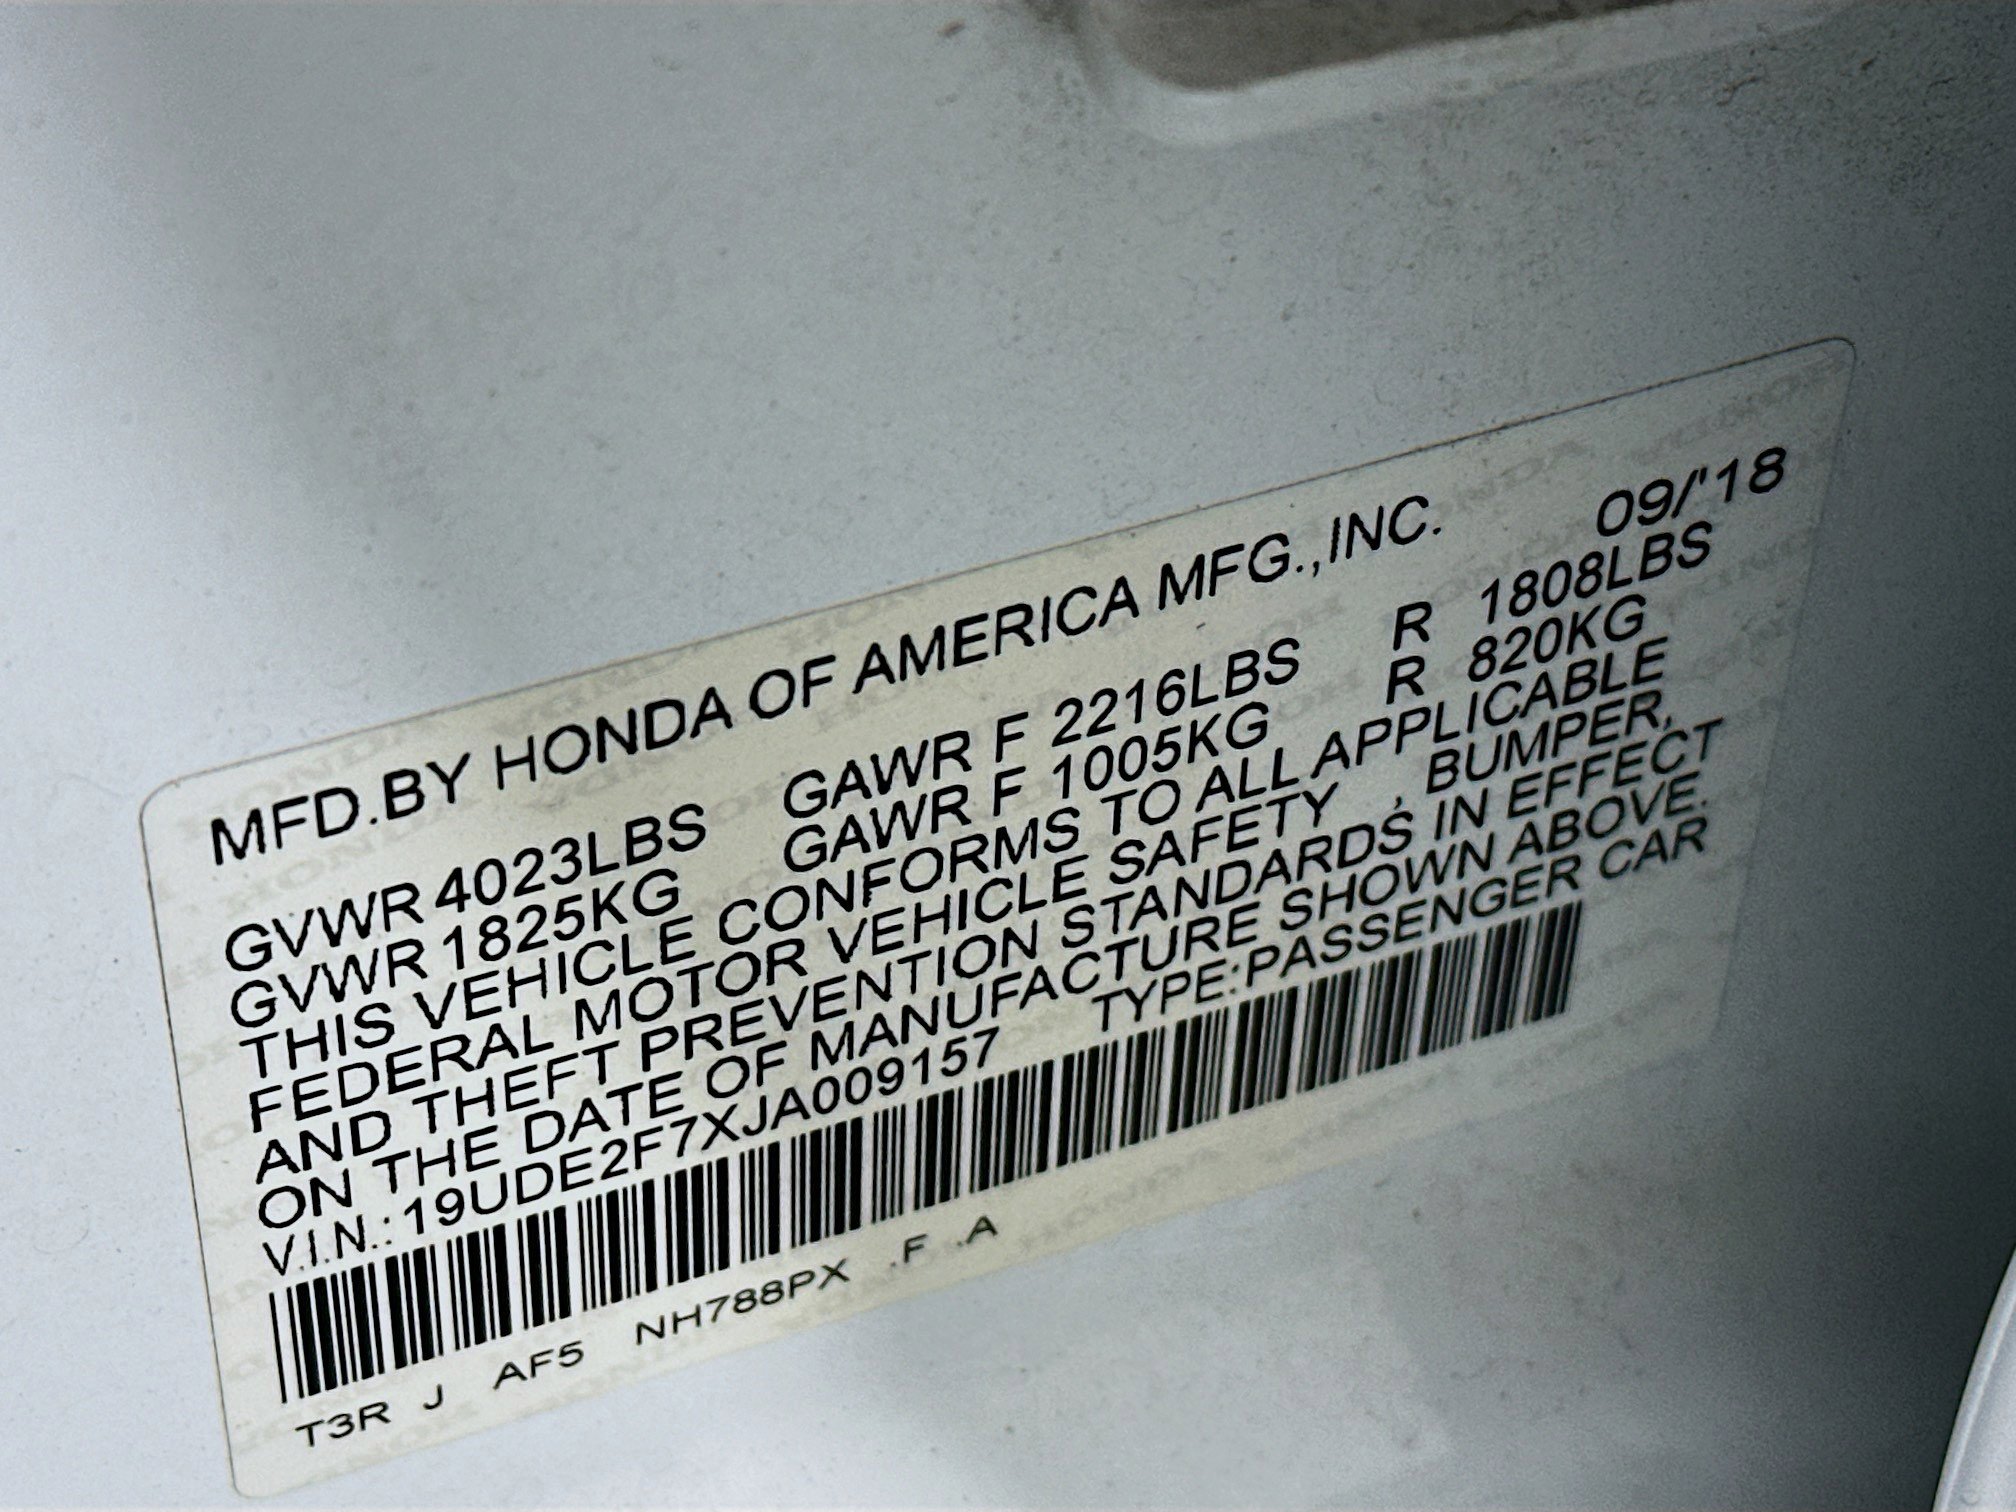 MFD.BY HONDA OF AMERICA MFG.,INC. 09/'18
GVWR 4023LBS GAWR F 2216LBS R 1808LBS
GVWR 1825KG GAWR F 1005KG R 820KG
THIS VEHICLE CONFORMS TO ALL APPLICABLE
FEDERAL MOTOR VEHICLE SAFETY , BUMPER,
AND THEFT PREVENTION STANDARDS IN EFFECT
ON THE DATE OF MANUFACTURE SHOWN ABOVE.
V.I.N.: 19UDE2F7XJA009157 TYPE:PASSENGER CAR
T3R J AF5 NH788PX .F .A